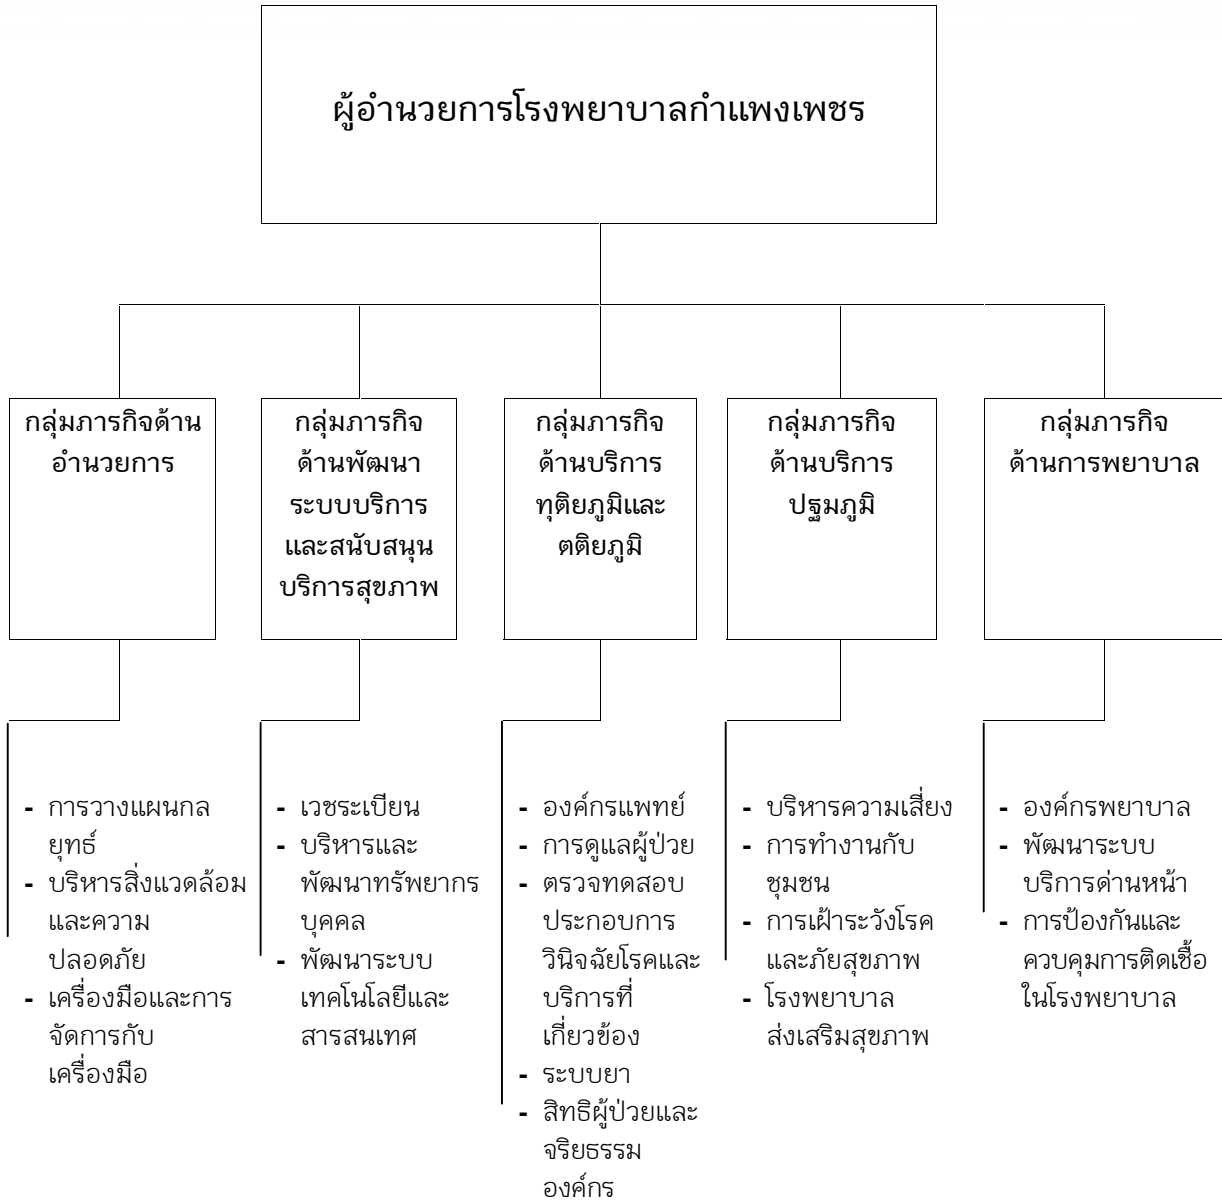 ผู้อำนวยการโรงพยาบาลกำแพงเพชร
กลุ่มภารกิจด้าน
อำนวยการ
กลุ่มภารกิจ
ด้านพัฒนา
ระบบบริการ
และสนับสนุน
บริการสุขภาพ
กลุ่มภารกิจ
ด้านบริการ
ทุติยภูมิและ
ตติยภูมิ
กลุ่มภารกิจ
ด้านบริการ
ปฐมภูมิ
กลุ่มภารกิจ
ด้านการพยาบาล
- การวางแผนกล
ยุทธ์
- บริหารสิ่งแวดล้อม
และความ
ปลอดภัย
- เครื่องมือและการ
จัดการกับ
เครื่องมือ
- เวชระเบียน
- บริหารและ
พัฒนาทรัพยากร
บุคคล
- พัฒนาระบบ
เทคโนโลยีและ
สารสนเทศ
- องค์กรแพทย์
- การดูแลผู้ป่วย
- ตรวจทดสอบ
ประกอบการ
วินิจฉัยโรคและ
บริการที่
เกี่ยวข้อง
- ระบบยา
- สิทธิผู้ป่วยและ
จริยธรรม
องค์กร
- บริหารความเสี่ยง
- การทำงานกับ
ชุมชน
- การเฝ้าระวังโรค
และภัยสุขภาพ
- โรงพยาบาล
ส่งเสริมสุขภาพ
- องค์กรพยาบาล
- พัฒนาระบบ
บริการด่านหน้า
- การป้องกันและ
ควบคุมการติดเชื้อ
ในโรงพยาบาล